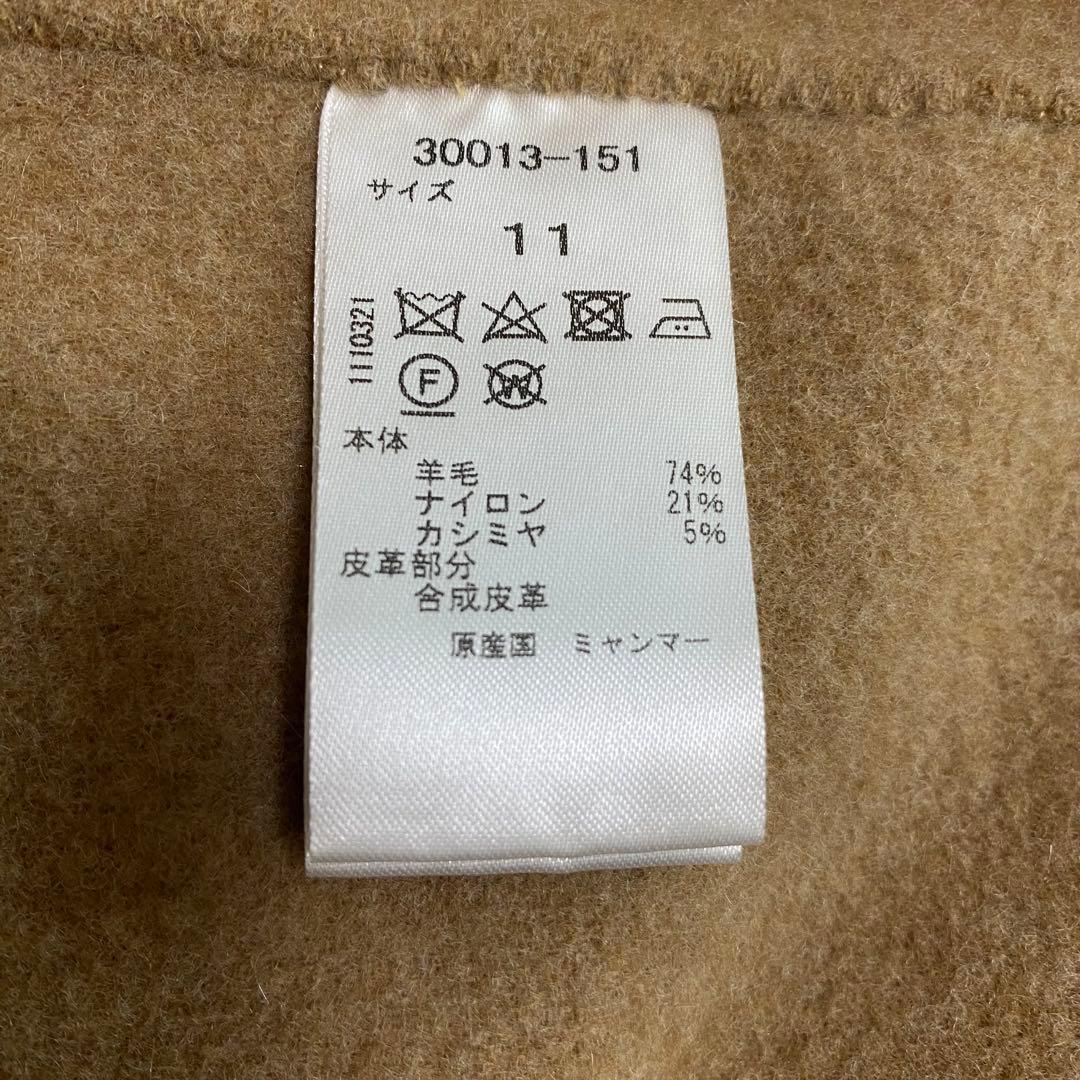 30013-151
サイズ
11
1110321
F
W
本体
羊毛 74%
ナイロン 21%
カシミヤ 5%
皮革部分
合成皮革
原産国 ミャンマー